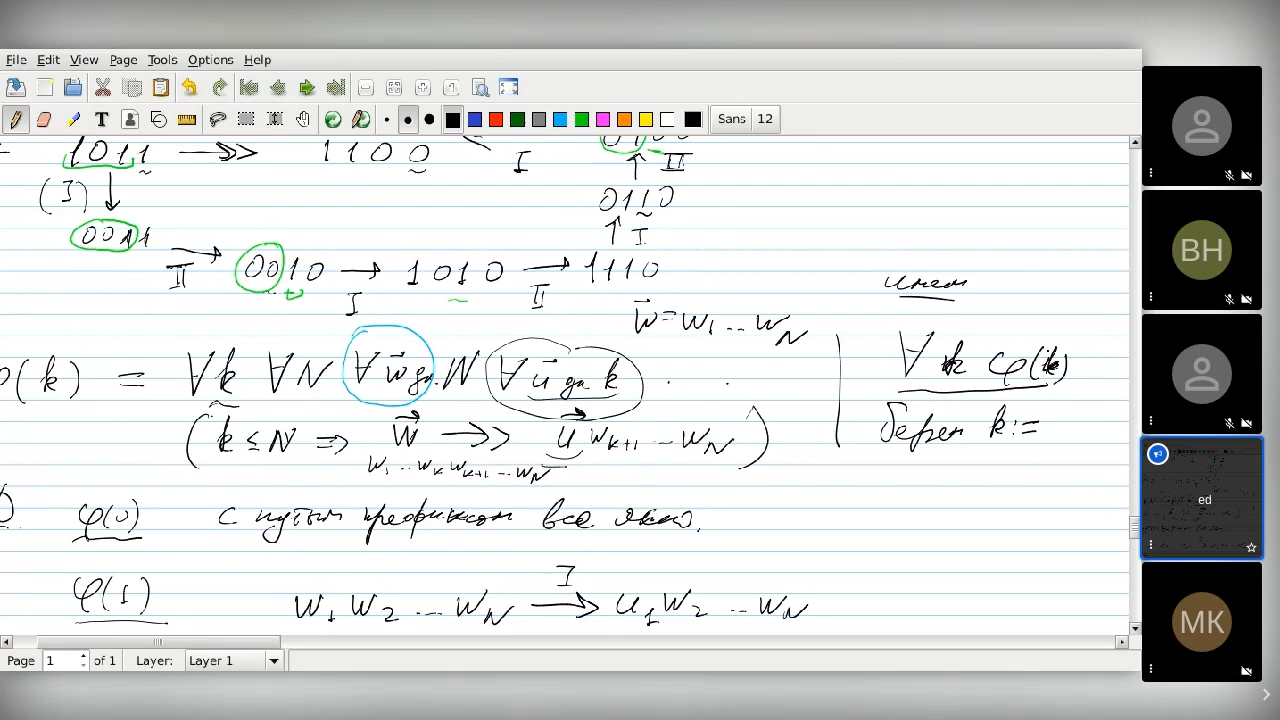 File Edit View Page Tools Options Help
Sans 12
1011 ↠ 1100 I II
(I) ↓ 0110
↑ I
0011
II → 0010 → I 1010 → II 1110
имеем
w⃗ = w₁ ... w_N
φ(k) = ∀k ∀N ∀w⃗ дл. N ∀u⃗ дл k . .
∀k φ(k)
(k ≤ N ⇒ w⃗ ↠ u⃗ w_{k+1} ... w_N)
берем k :=
w₁ ... w_k w_{k+1} ... w_N
φ(0) с пустым префиксом все ясно.
φ(1) w₁ w₂ ... w_N → I u₁ w₂ ... w_N
Page 1 of 1 Layer: Layer 1
BH
ed
MK